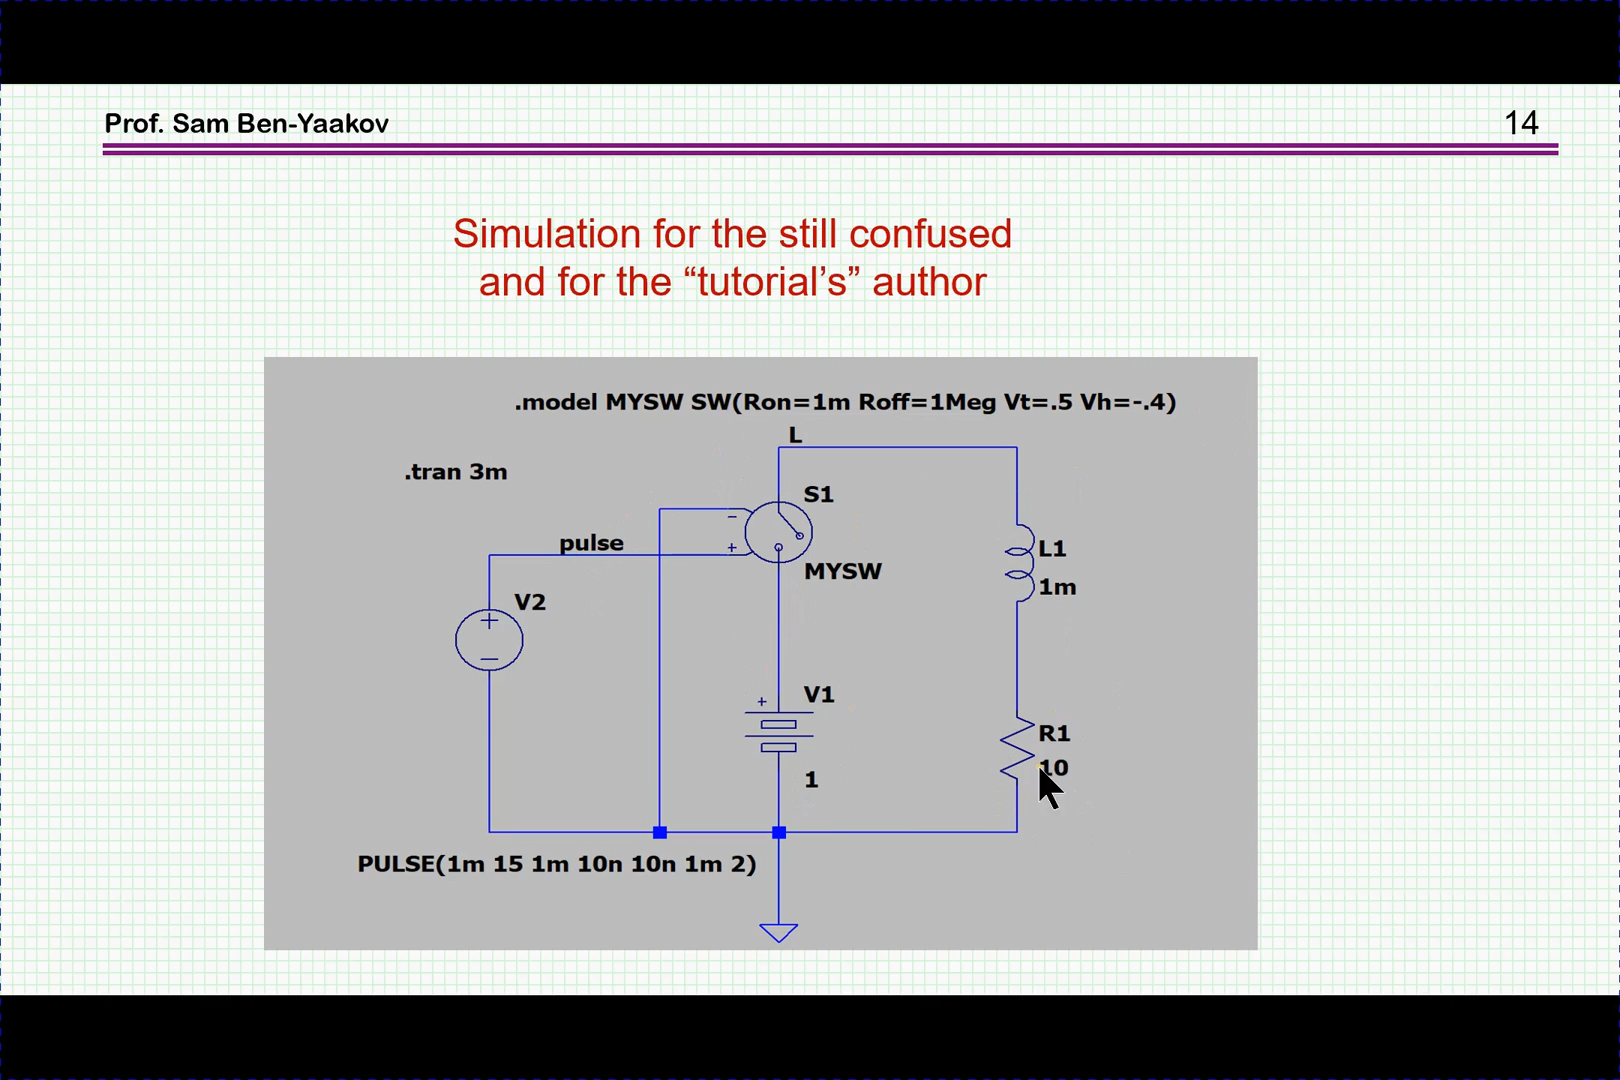 Prof. Sam Ben-Yaakov
14
Simulation for the still confused
and for the “tutorial’s” author
.model MYSW SW(Ron=1m Roff=1Meg Vt=.5 Vh=-.4)
L
.tran 3m
S1
pulse
L1
MYSW
1m
V2
V1
R1
10
1
PULSE(1m 15 1m 10n 10n 1m 2)